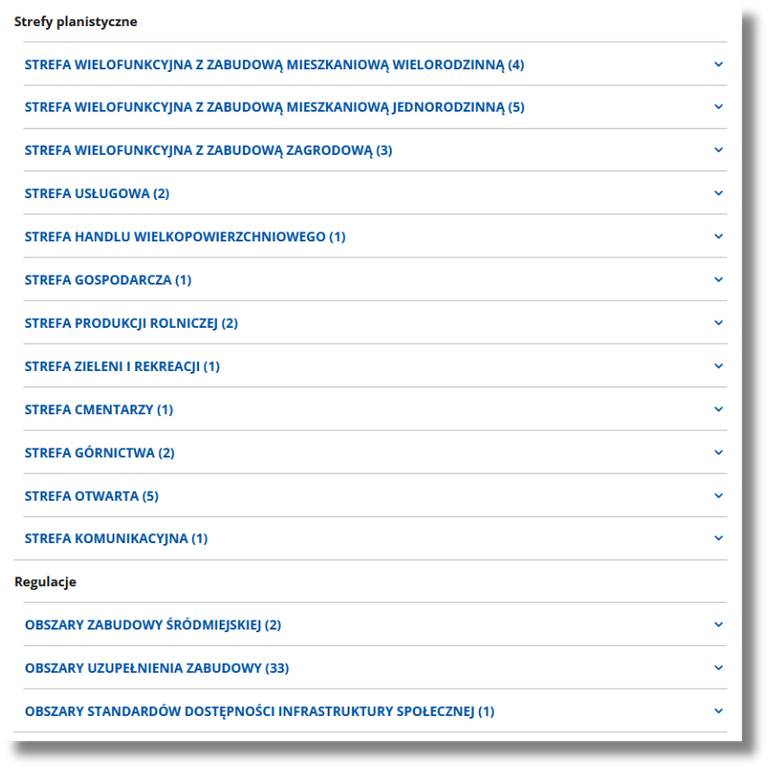 Strefy planistyczne
STREFA WIELOFUNKCYJNA Z ZABUDOWĄ MIESZKANIOWĄ WIELORODZINNĄ (4)
STREFA WIELOFUNKCYJNA Z ZABUDOWĄ MIESZKANIOWĄ JEDNORODZINNĄ (5)
STREFA WIELOFUNKCYJNA Z ZABUDOWĄ ZAGRODOWĄ (3)
STREFA USŁUGOWA (2)
STREFA HANDLU WIELKOPOWIERZCHNIOWEGO (1)
STREFA GOSPODARCZA (1)
STREFA PRODUKCJI ROLNICZEJ (2)
STREFA ZIELENI I REKREACJI (1)
STREFA CMENTARZY (1)
STREFA GÓRNICTWA (2)
STREFA OTWARTA (5)
STREFA KOMUNIKACYJNA (1)
Regulacje
OBSZARY ZABUDOWY ŚRÓDMIEJSKIEJ (2)
OBSZARY UZUPEŁNIENIA ZABUDOWY (33)
OBSZARY STANDARDÓW DOSTĘPNOŚCI INFRASTRUKTURY SPOŁECZNEJ (1)